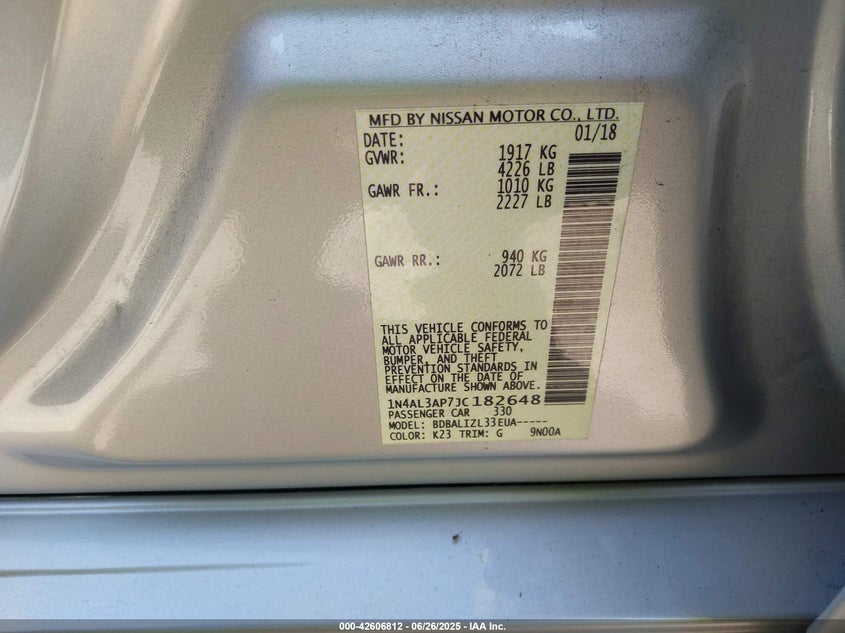 MFD BY NISSAN MOTOR CO., LTD.
DATE: 01/18
GVWR: 1917 KG
4226 LB
GAWR FR.: 1010 KG
2227 LB
GAWR RR.: 940 KG
2072 LB
THIS VEHICLE CONFORMS TO
ALL APPLICABLE FEDERAL
MOTOR VEHICLE SAFETY,
BUMPER, AND THEFT
PREVENTION STANDARDS IN
EFFECT ON THE DATE OF
MANUFACTURE SHOWN ABOVE.
1N4AL3AP7JC182648
PASSENGER CAR 330
MODEL: BDBALIZL33EUA-----
COLOR: K23 TRIM: G 9N00A
000-42606812 - 06/26/2025 - IAA Inc.